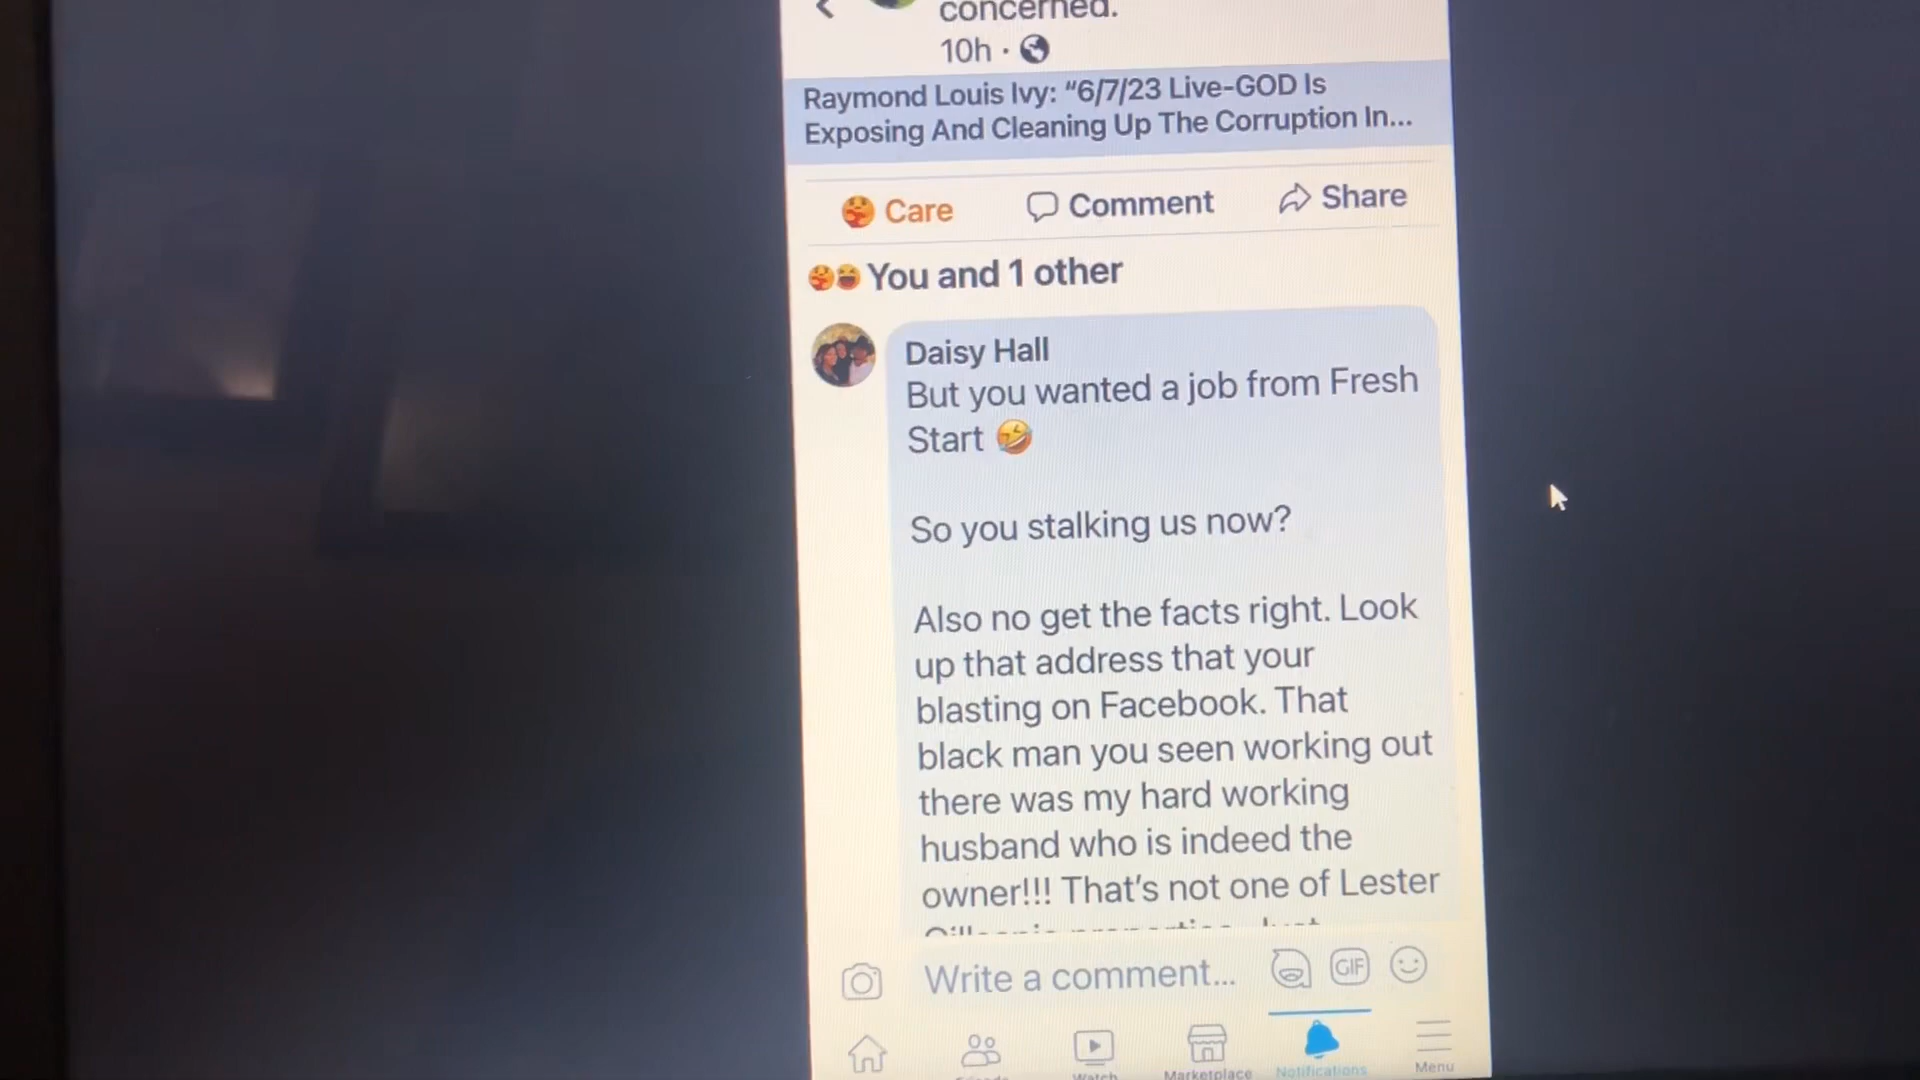 concerned.
10h ·
Raymond Louis Ivy: “6/7/23 Live-GOD Is
Exposing And Cleaning Up The Corruption In...
Care
Comment
Share
You and 1 other
Daisy Hall
But you wanted a job from Fresh
Start 🤣
So you stalking us now?
Also no get the facts right. Look
up that address that your
blasting on Facebook. That
black man you seen working out
there was my hard working
husband who is indeed the
owner!!! That’s not one of Lester
Write a comment...
GIF
Watch
Marketplace
Notifications
Menu